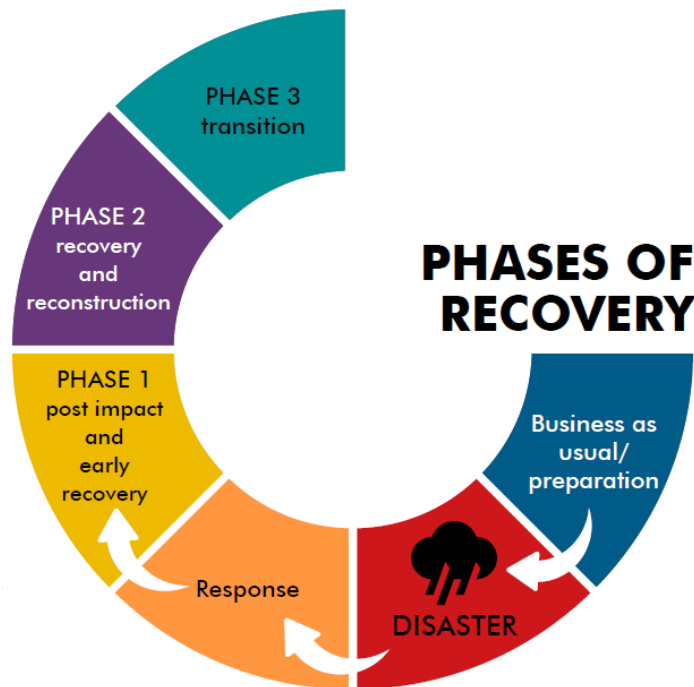 PHASE 3
transition
PHASE 2
recovery
and
reconstruction
PHASES OF
RECOVERY
PHASE 1
post impact
and
early
recovery
Business as
usual/
preparation
Response
DISASTER